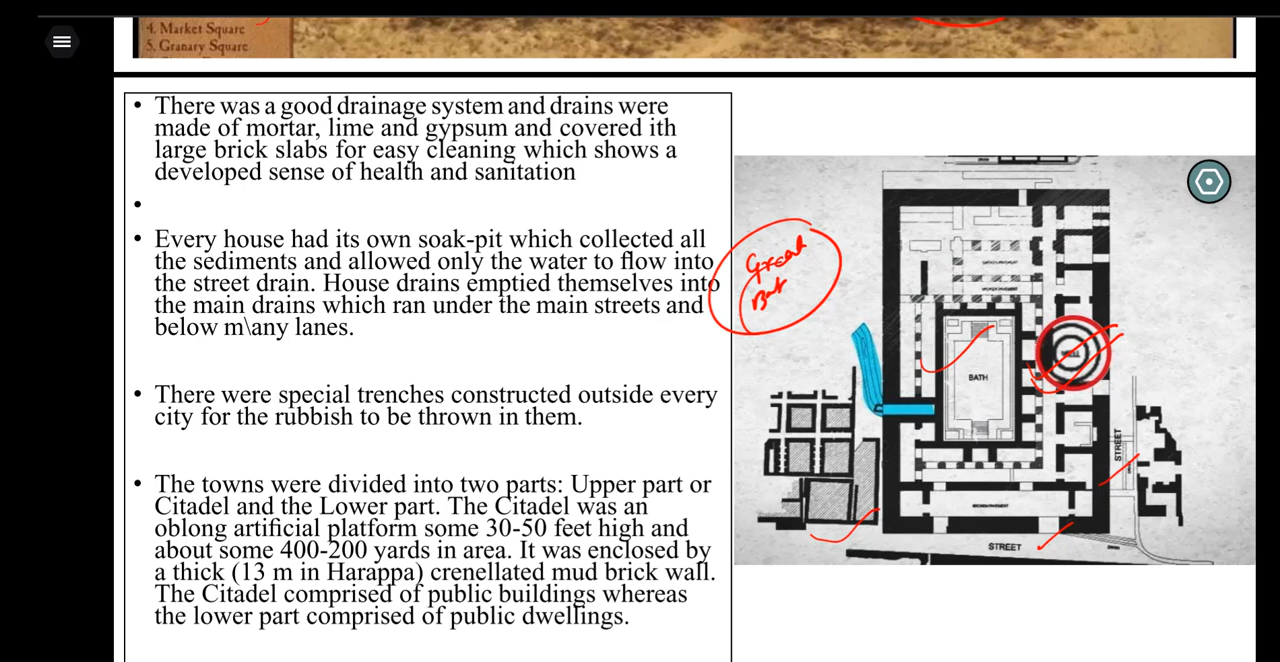 4. Market Square
5. Granary Square
• There was a good drainage system and drains were
made of mortar, lime and gypsum and covered ith
large brick slabs for easy cleaning which shows a
developed sense of health and sanitation
•
• Every house had its own soak-pit which collected all
the sediments and allowed only the water to flow into
the street drain. House drains emptied themselves into
the main drains which ran under the main streets and
below m\any lanes.
• There were special trenches constructed outside every
city for the rubbish to be thrown in them.
• The towns were divided into two parts: Upper part or
Citadel and the Lower part. The Citadel was an
oblong artificial platform some 30-50 feet high and
about some 400-200 yards in area. It was enclosed by
a thick (13 m in Harappa) crenellated mud brick wall.
The Citadel comprised of public buildings whereas
the lower part comprised of public dwellings.
Great
BATH
WELL
STREET
STREET